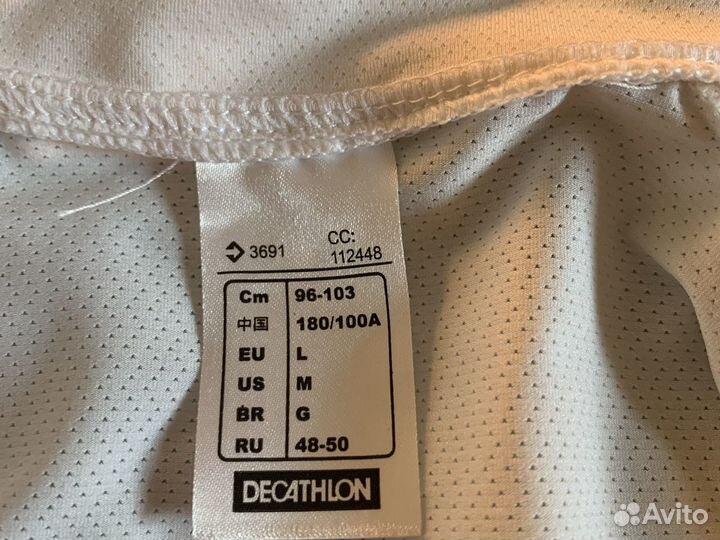 3691 CC: 112448
Cm 96-103
中国 180/100A
EU L
US M
BR G
RU 48-50
DECATHLON
Avito